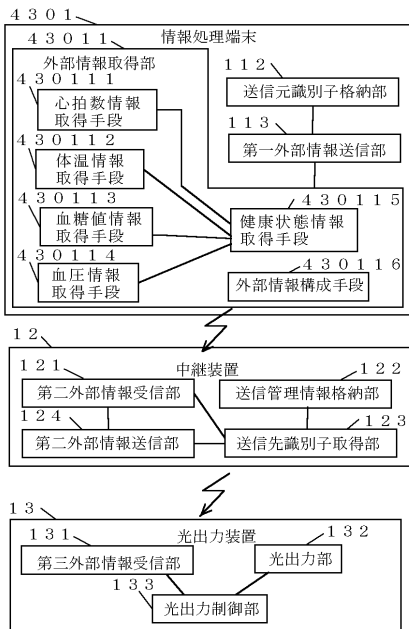 ４３０１
情報処理端末
４３０１１
外部情報取得部
４３０１１１
心拍数情報
取得手段
１１２
送信元識別子格納部
１１３
第一外部情報送信部
４３０１１２
体温情報
取得手段
４３０１１３
血糖値情報
取得手段
４３０１１５
健康状態情報
取得手段
４３０１１４
血圧情報
取得手段
４３０１１６
外部情報構成手段
１２
中継装置
１２１
第二外部情報受信部
１２２
送信管理情報格納部
１２４
第二外部情報送信部
１２３
送信先識別子取得部
１３
光出力装置
１３１
第三外部情報受信部
１３２
光出力部
１３３
光出力制御部